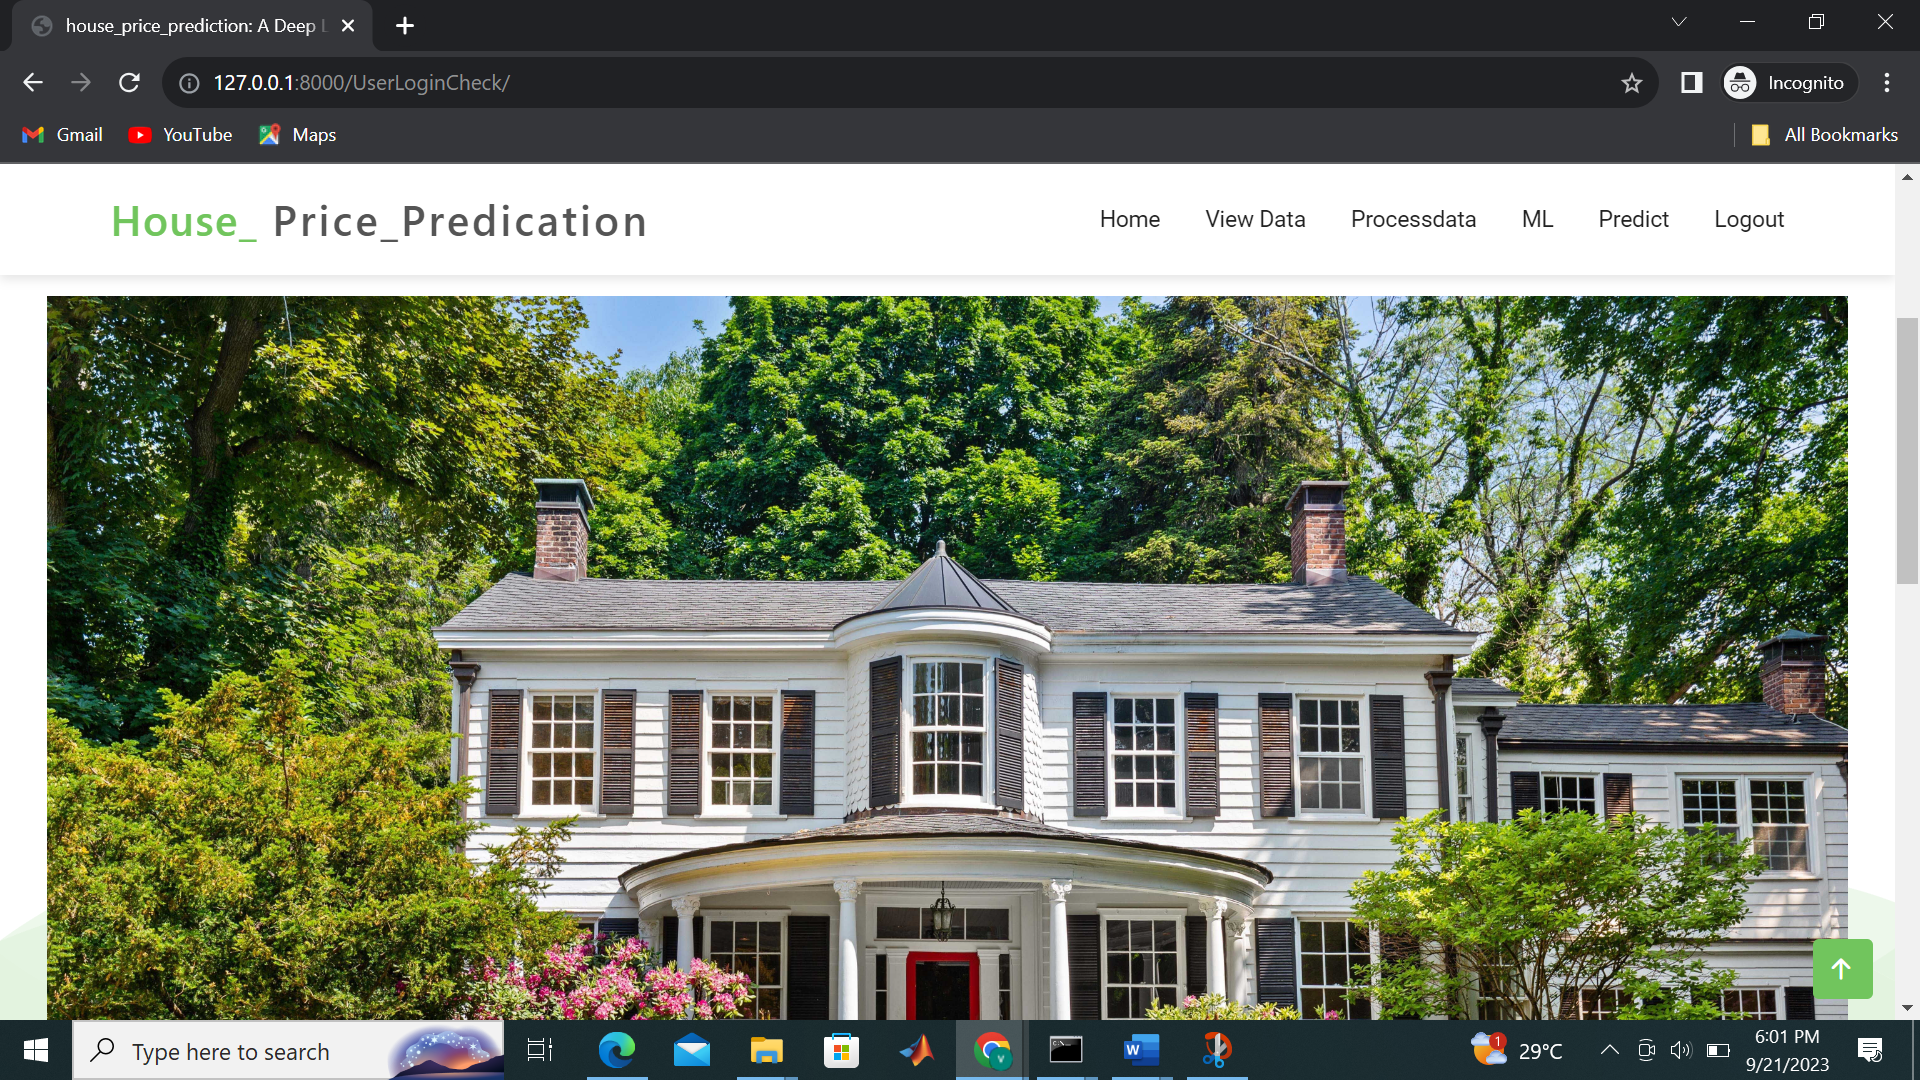 house_price_prediction: A Deep
127.0.0.1:8000/UserLoginCheck/
Incognito
Gmail YouTube Maps All Bookmarks
House_ Price_Predication Home View Data Processdata ML Predict Logout
Type here to search
1
29°C
6:01 PM
9/21/2023